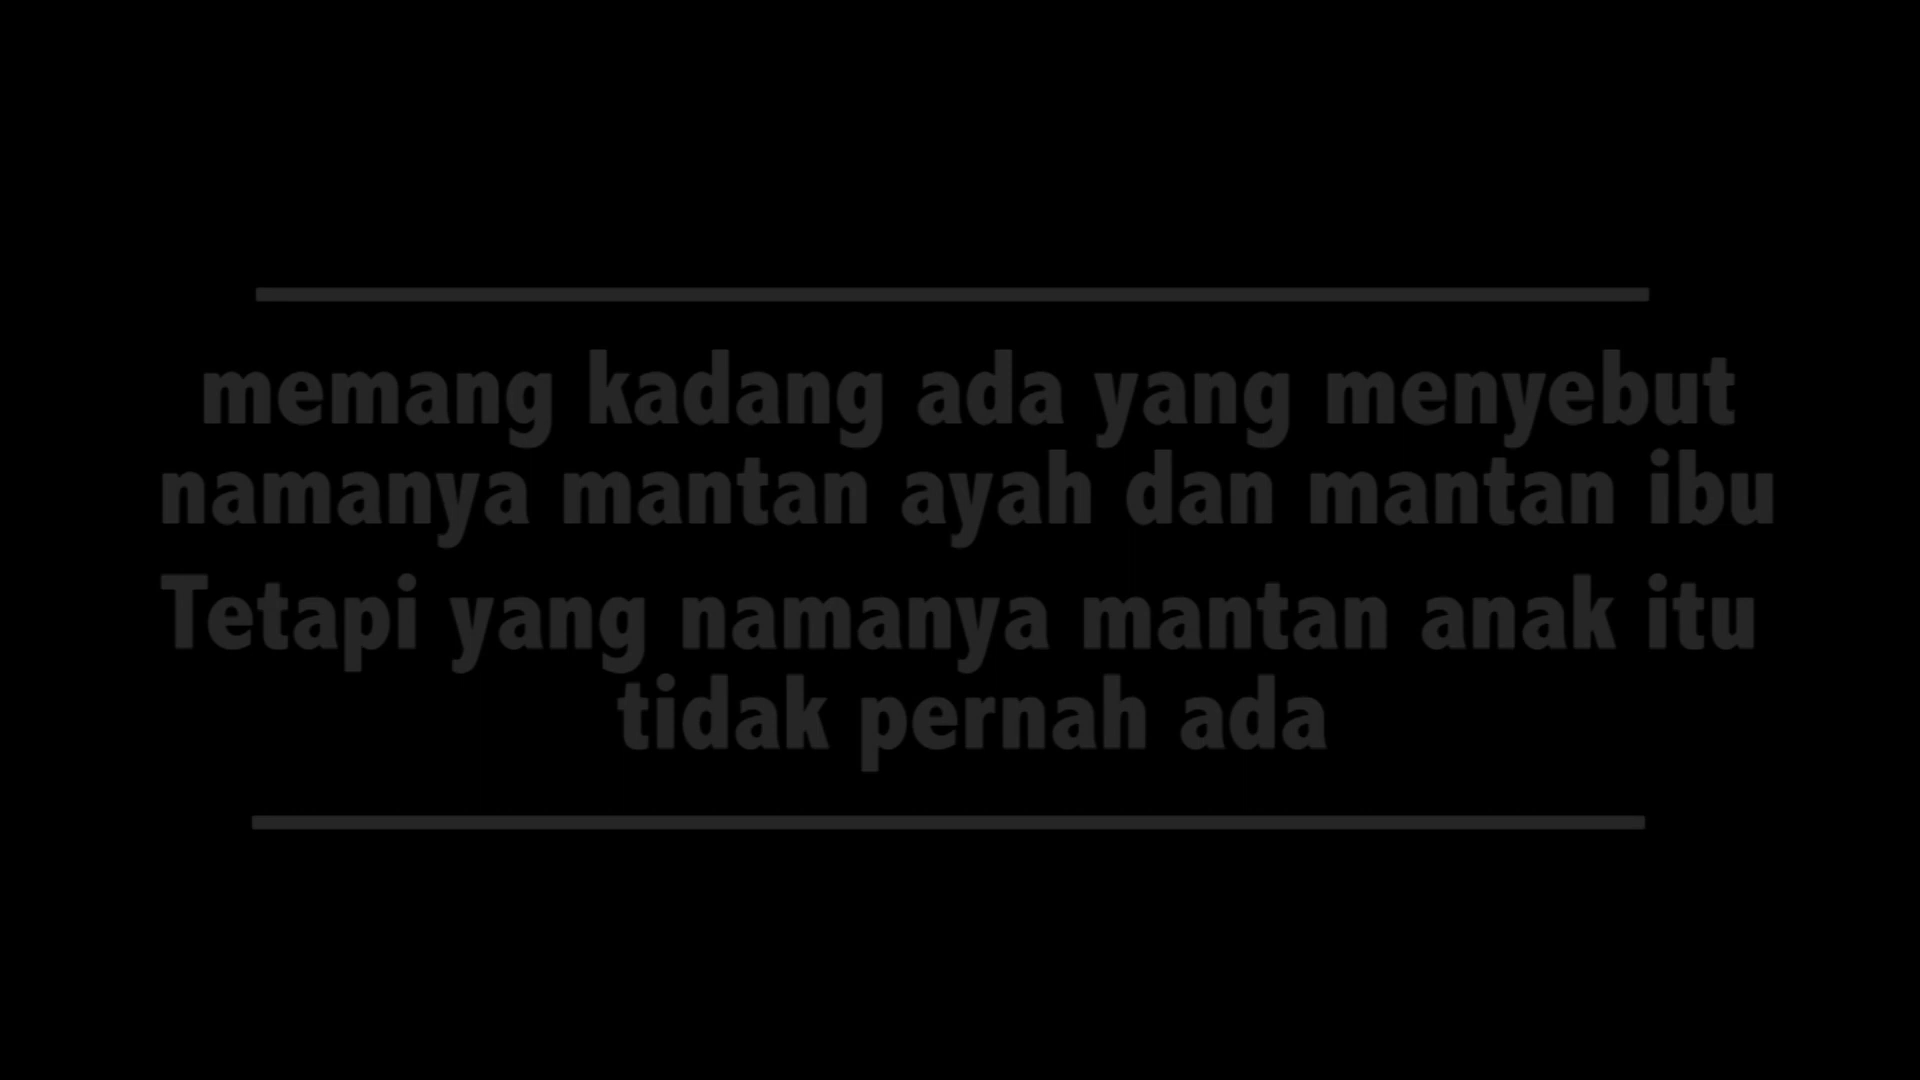 memang kadang ada yang menyebut
namanya mantan ayah dan mantan ibu
Tetapi yang namanya mantan anak itu
tidak pernah ada